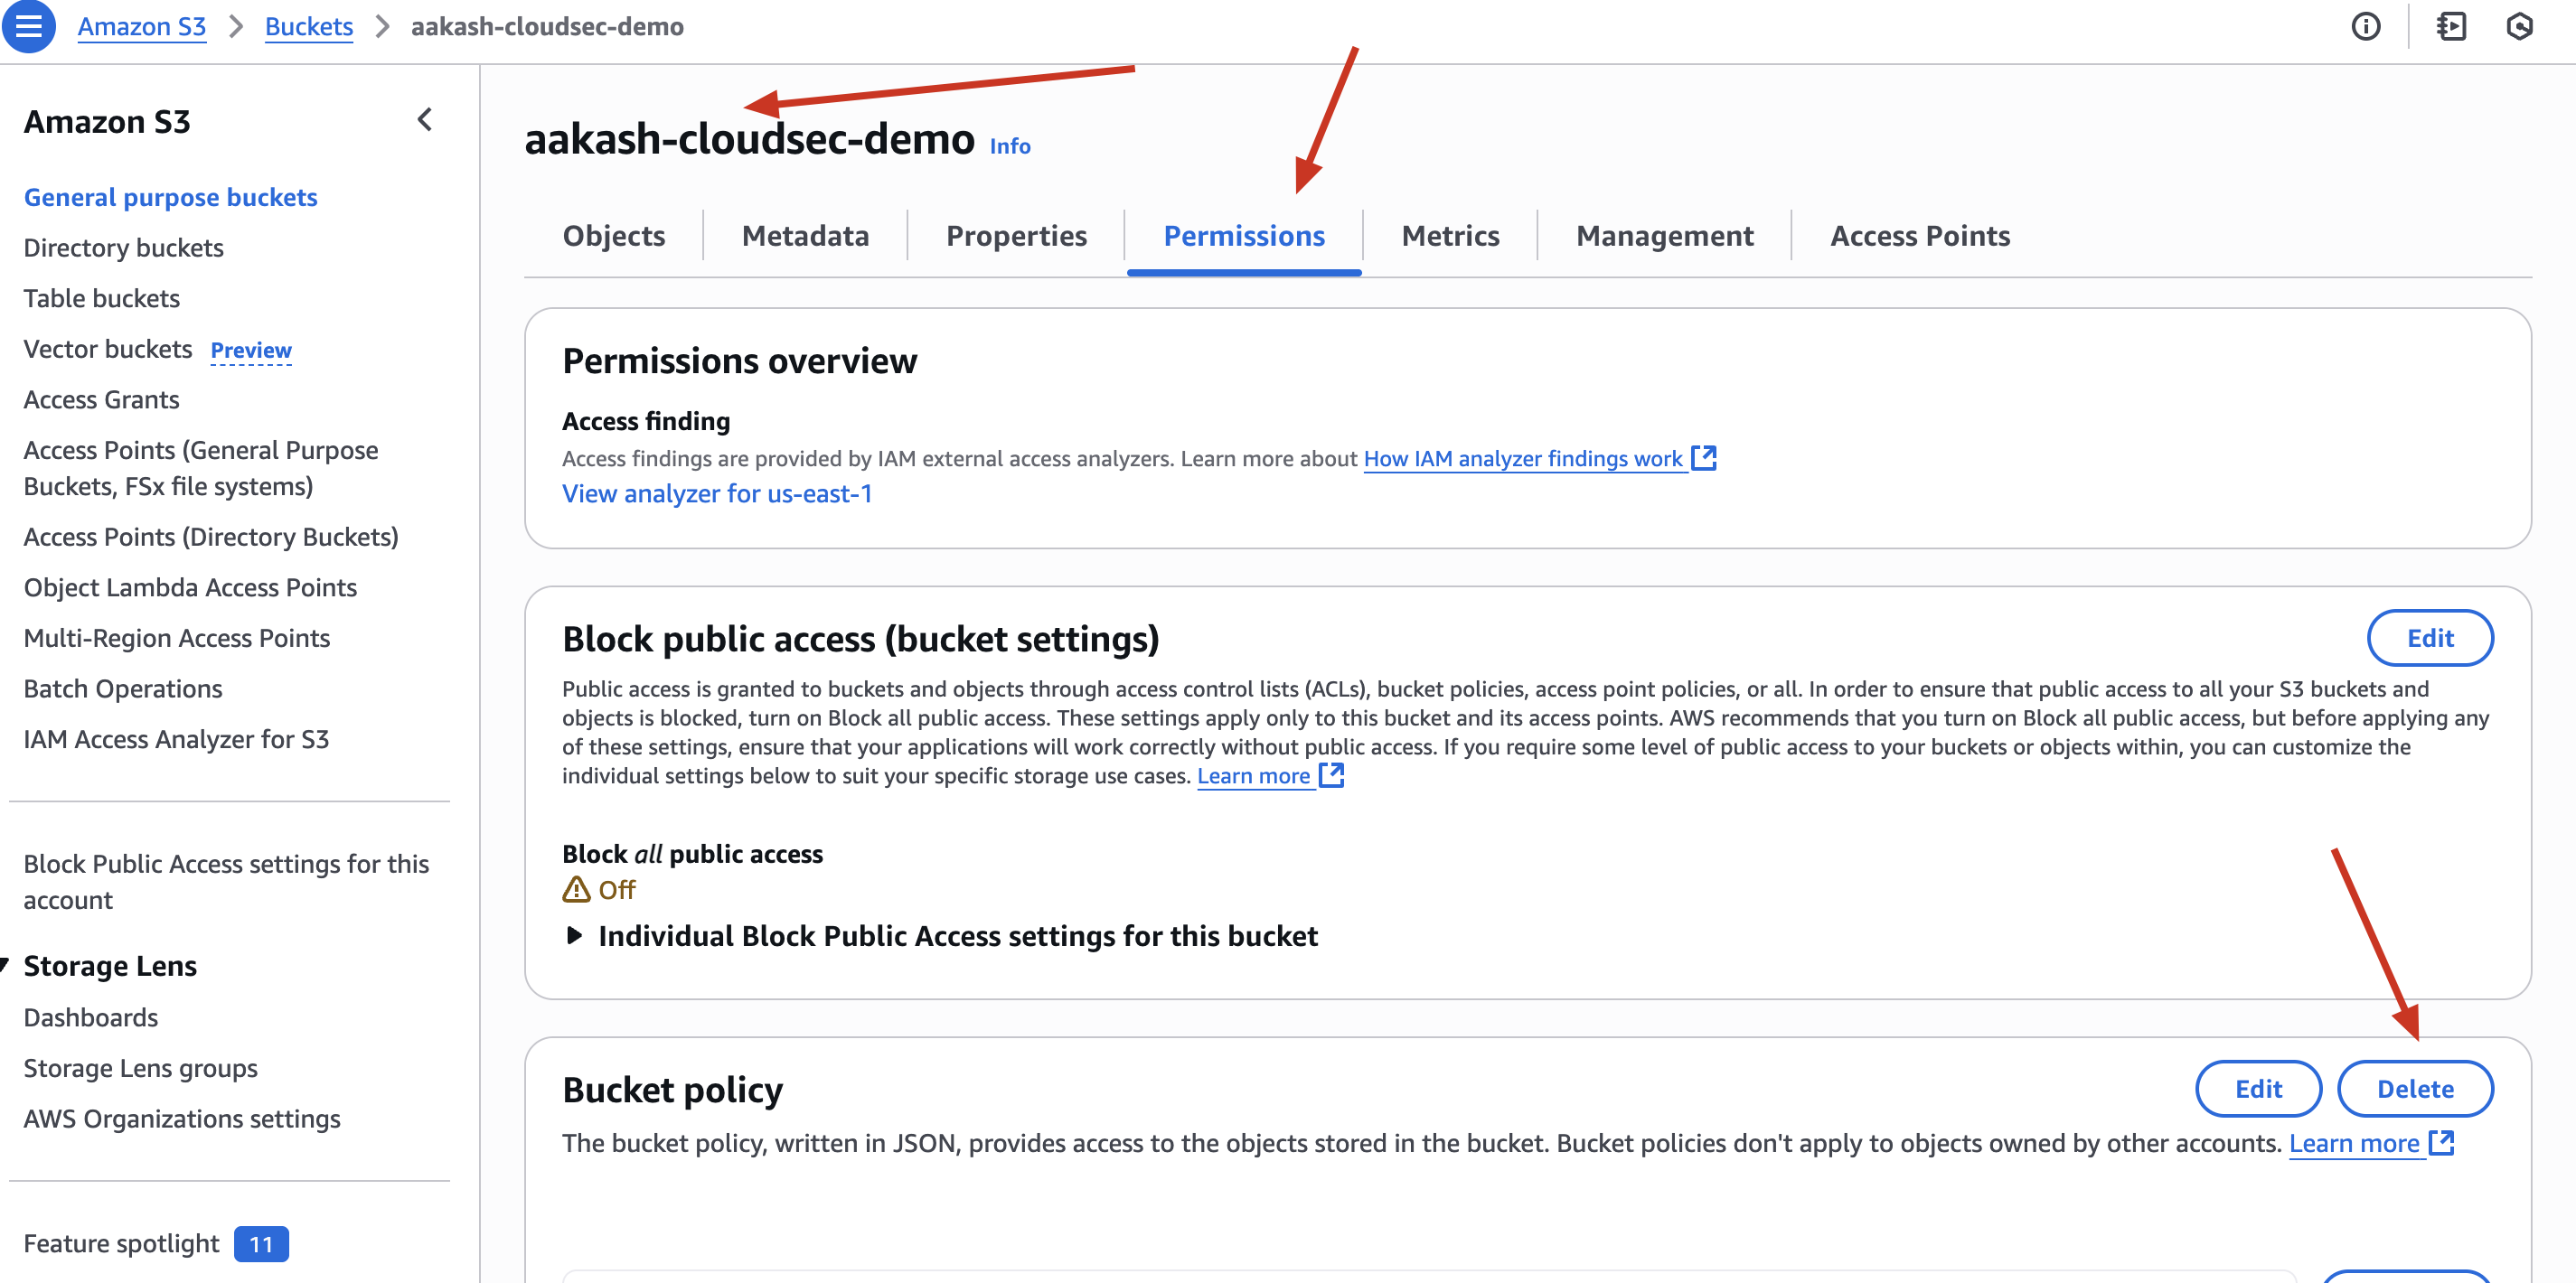 Amazon S3 > Buckets > aakash-cloudsec-demo
Amazon S3
General purpose buckets
Directory buckets
Table buckets
Vector buckets Preview
Access Grants
Access Points (General Purpose
Buckets, FSx file systems)
Access Points (Directory Buckets)
Object Lambda Access Points
Multi-Region Access Points
Batch Operations
IAM Access Analyzer for S3
Block Public Access settings for this
account
Storage Lens
Dashboards
Storage Lens groups
AWS Organizations settings
Feature spotlight 11
aakash-cloudsec-demo Info
Objects Metadata Properties Permissions Metrics Management Access Points
Permissions overview
Access finding
Access findings are provided by IAM external access analyzers. Learn more about How IAM analyzer findings work
View analyzer for us-east-1
Block public access (bucket settings) Edit
Public access is granted to buckets and objects through access control lists (ACLs), bucket policies, access point policies, or all. In order to ensure that public access to all your S3 buckets and
objects is blocked, turn on Block all public access. These settings apply only to this bucket and its access points. AWS recommends that you turn on Block all public access, but before applying any
of these settings, ensure that your applications will work correctly without public access. If you require some level of public access to your buckets or objects within, you can customize the
individual settings below to suit your specific storage use cases. Learn more
Block all public access
Off
Individual Block Public Access settings for this bucket
Bucket policy Edit Delete
The bucket policy, written in JSON, provides access to the objects stored in the bucket. Bucket policies don't apply to objects owned by other accounts. Learn more